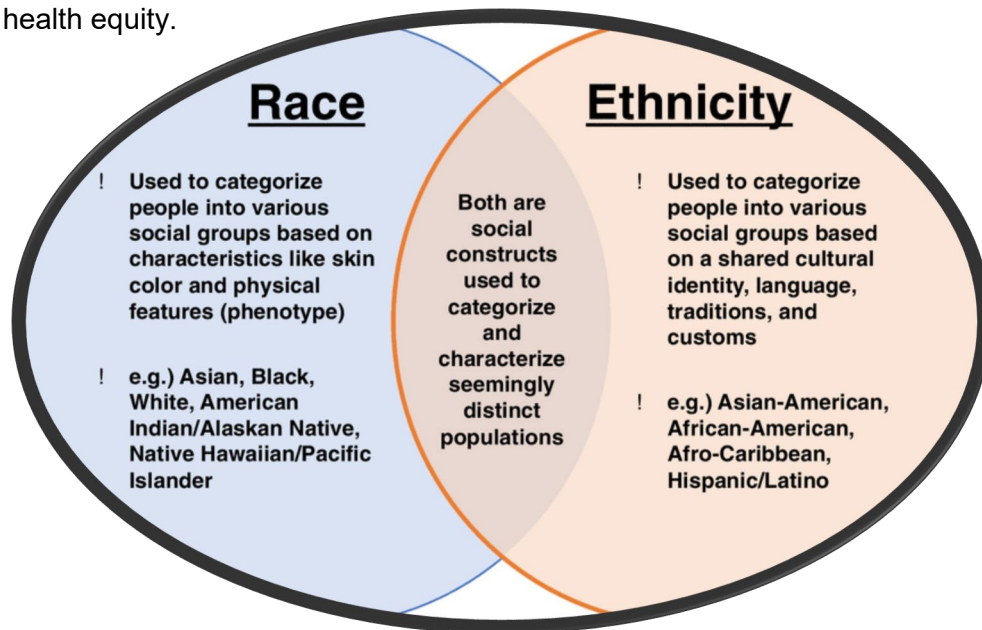 health equity.
Race
! Used to categorize
people into various
social groups based on
characteristics like skin
color and physical
features (phenotype)
! e.g.) Asian, Black,
White, American
Indian/Alaskan Native,
Native Hawaiian/Pacific
Islander
Both are
social
constructs
used to
categorize
and
characterize
seemingly
distinct
populations
Ethnicity
! Used to categorize
people into various
social groups based
on a shared cultural
identity, language,
traditions, and
customs
! e.g.) Asian-American,
African-American,
Afro-Caribbean,
Hispanic/Latino